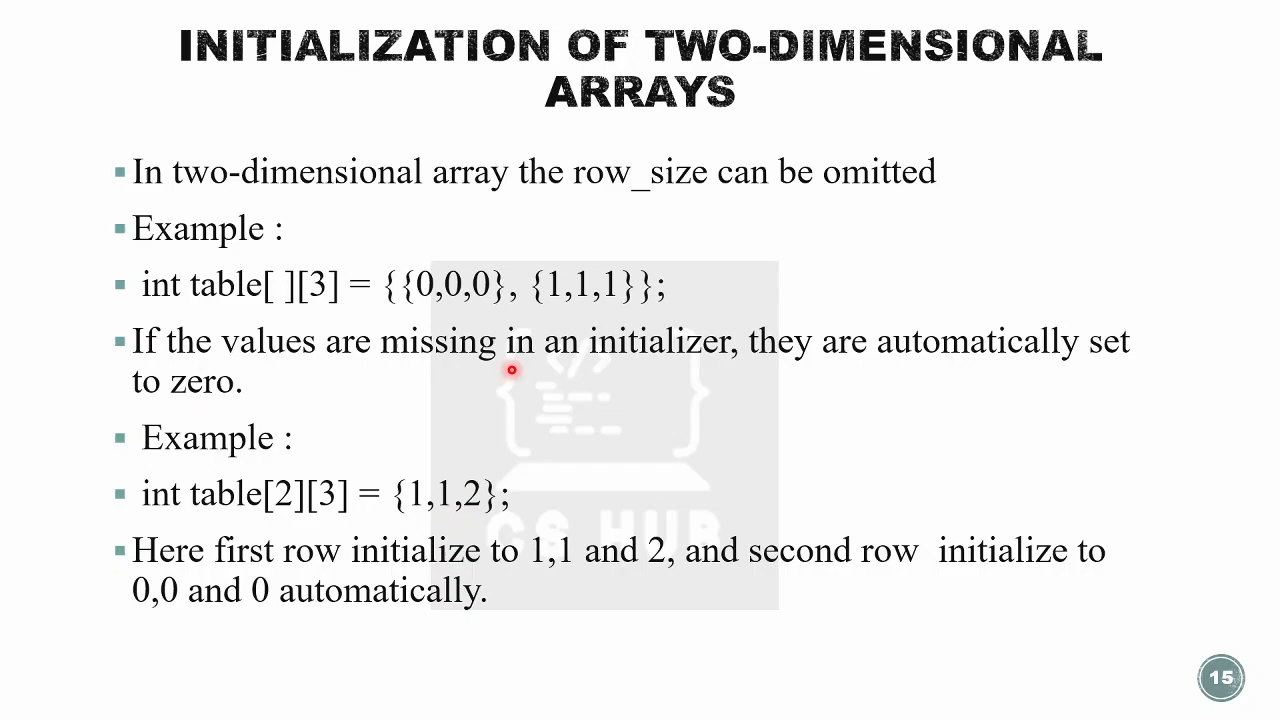 INITIALIZATION OF TWO-DIMENSIONAL
ARRAYS
In two-dimensional array the row_size can be omitted
Example :
int table[ ][3] = {{0,0,0}, {1,1,1}};
If the values are missing in an initializer, they are automatically set
to zero.
Example :
int table[2][3] = {1,1,2};
CS HUB
Here first row initialize to 1,1 and 2, and second row  initialize to
0,0 and 0 automatically.
15